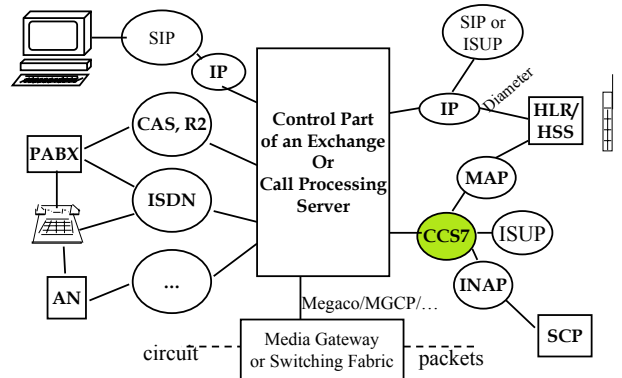 SIP
IP
SIP or
ISUP
IP
Diameter
HLR/
HSS
CAS, R2
Control Part
of an Exchange
Or
Call Processing
Server
PABX
MAP
ISDN
CCS7
ISUP
INAP
AN
...
Megaco/MGCP/…
SCP
Media Gateway
or Switching Fabric
circuit
packets